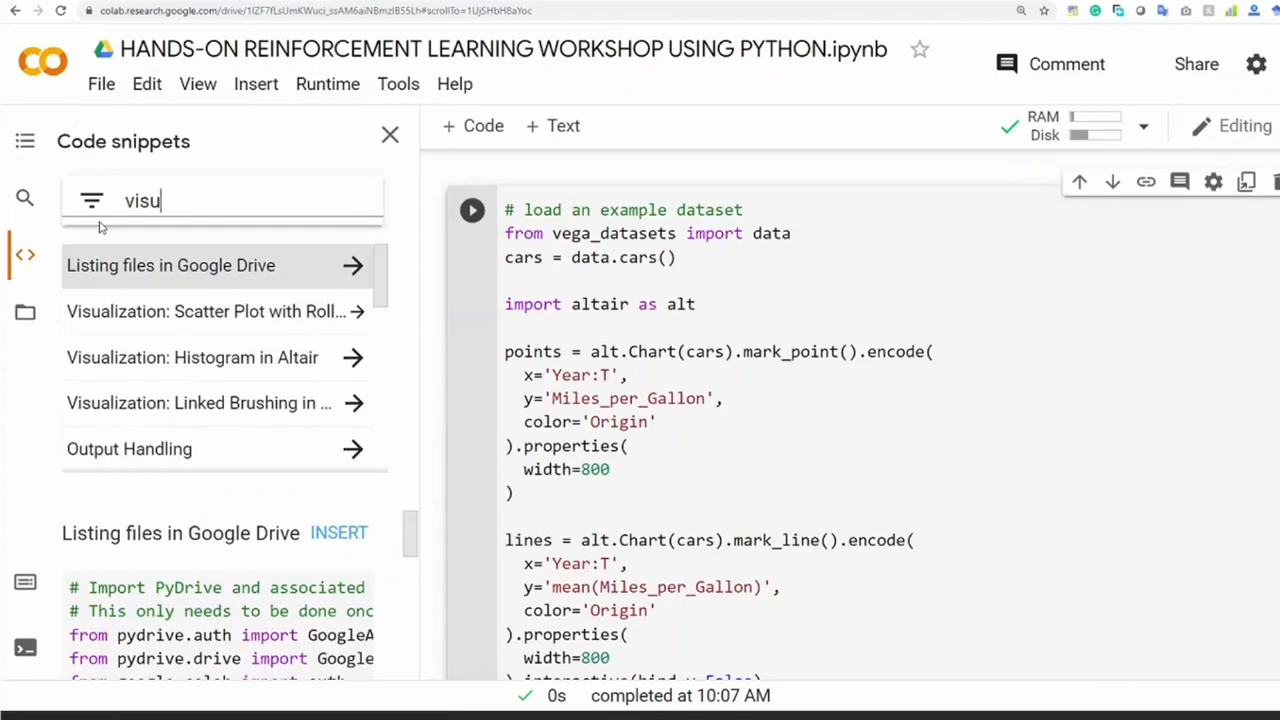 colab.research.google.com/drive/1lZF7fLsUmKWuci_ssAM6aiNBmzIB55Lh#scrollTo=1UjSHbH8aYoc
HANDS-ON REINFORCEMENT LEARNING WORKSHOP USING PYTHON.ipynb
Comment
Share
File Edit View Insert Runtime Tools Help
Code snippets
+ Code + Text
RAM
Disk
Editing
visu
Listing files in Google Drive
Visualization: Scatter Plot with Roll...
Visualization: Histogram in Altair
Visualization: Linked Brushing in ...
Output Handling
Listing files in Google Drive INSERT
# Import PyDrive and associated
# This only needs to be done onc
from pydrive.auth import GoogleA
from pydrive.drive import Google
# load an example dataset
from vega_datasets import data
cars = data.cars()
import altair as alt
points = alt.Chart(cars).mark_point().encode(
x='Year:T',
y='Miles_per_Gallon',
color='Origin'
).properties(
width=800
)
lines = alt.Chart(cars).mark_line().encode(
x='Year:T',
y='mean(Miles_per_Gallon)',
color='Origin'
).properties(
width=800
).interactive(bind_y=False)
0s completed at 10:07 AM